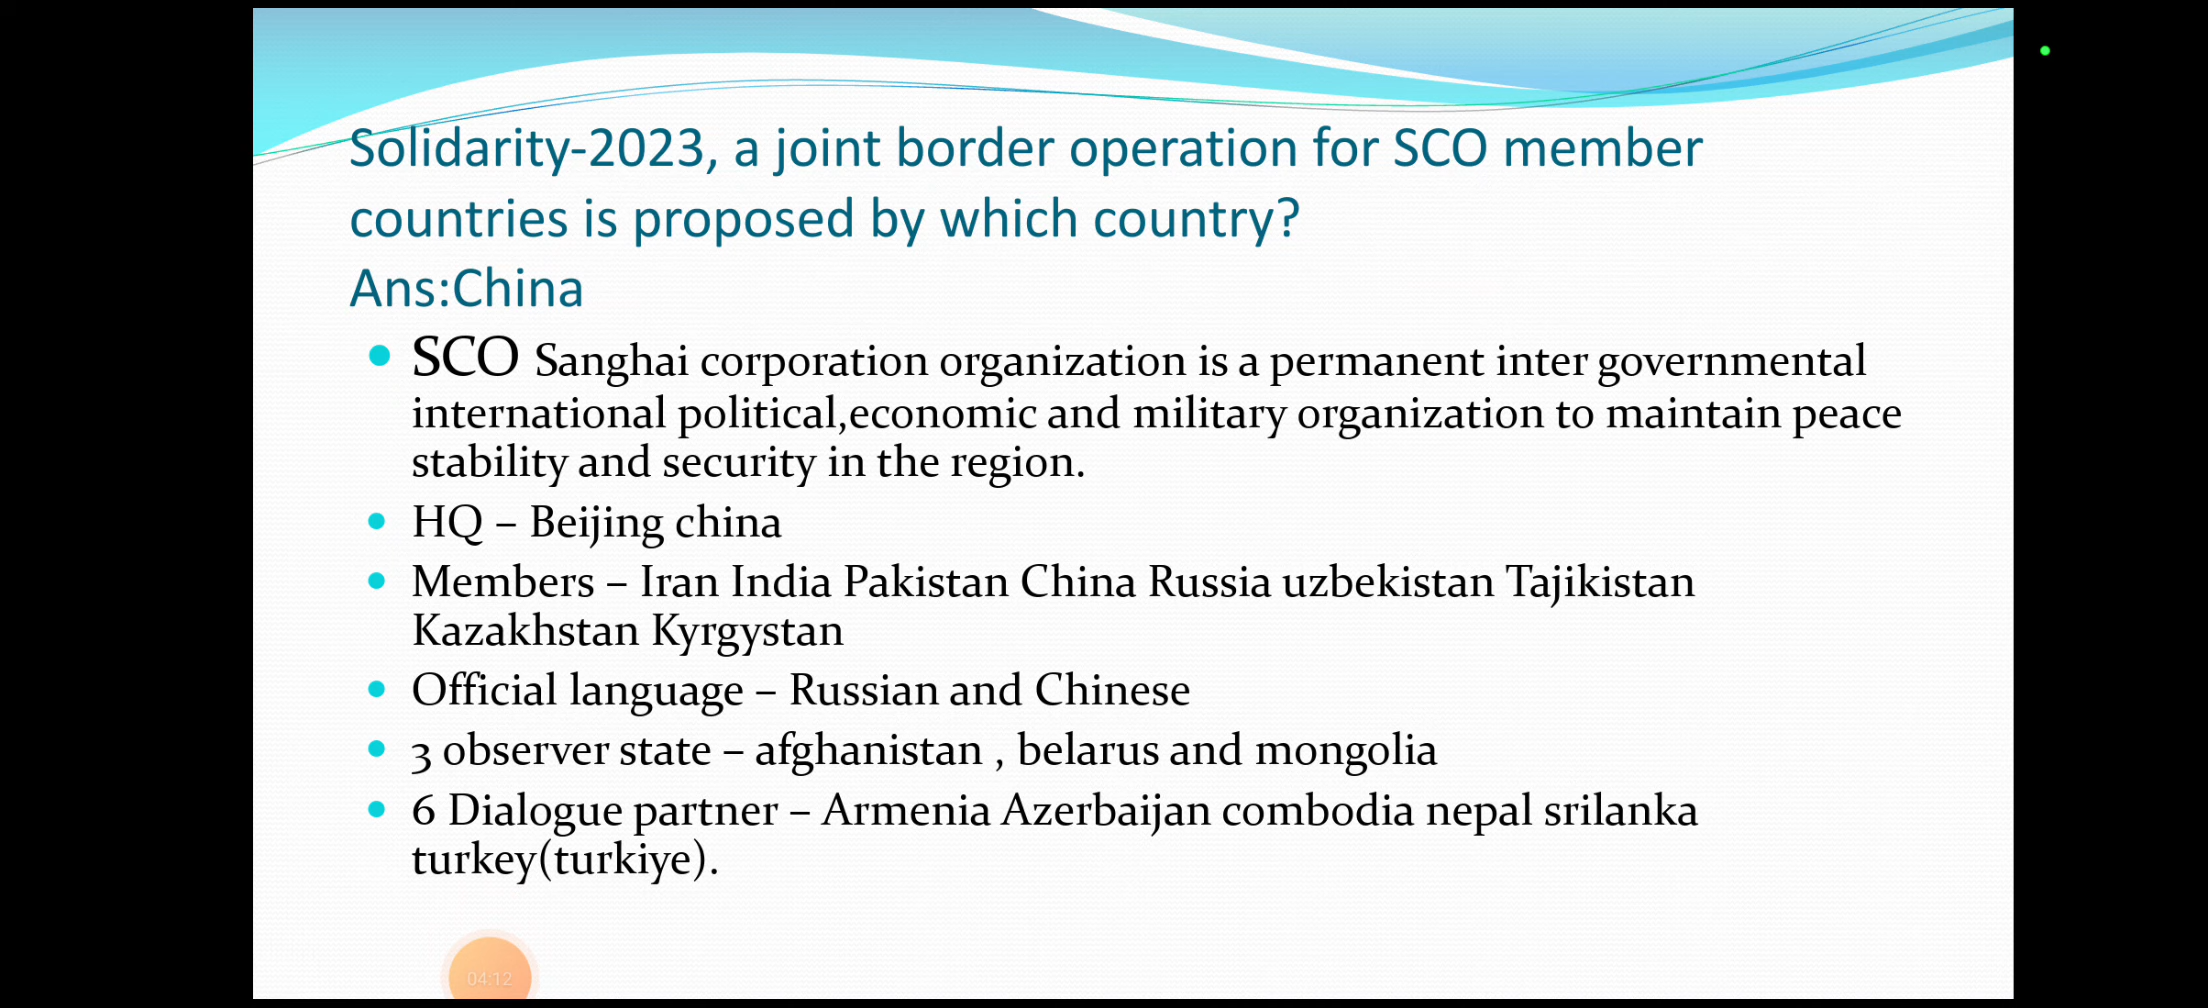 Solidarity-2023, a joint border operation for SCO member
countries is proposed by which country?
Ans:China
SCO Sanghai corporation organization is a permanent inter governmental
international political,economic and military organization to maintain peace
stability and security in the region.
HQ – Beijing china
Members – Iran India Pakistan China Russia uzbekistan Tajikistan
Kazakhstan Kyrgystan
Official language – Russian and Chinese
3 observer state – afghanistan , belarus and mongolia
6 Dialogue partner – Armenia Azerbaijan combodia nepal srilanka
turkey(turkiye).
04:12